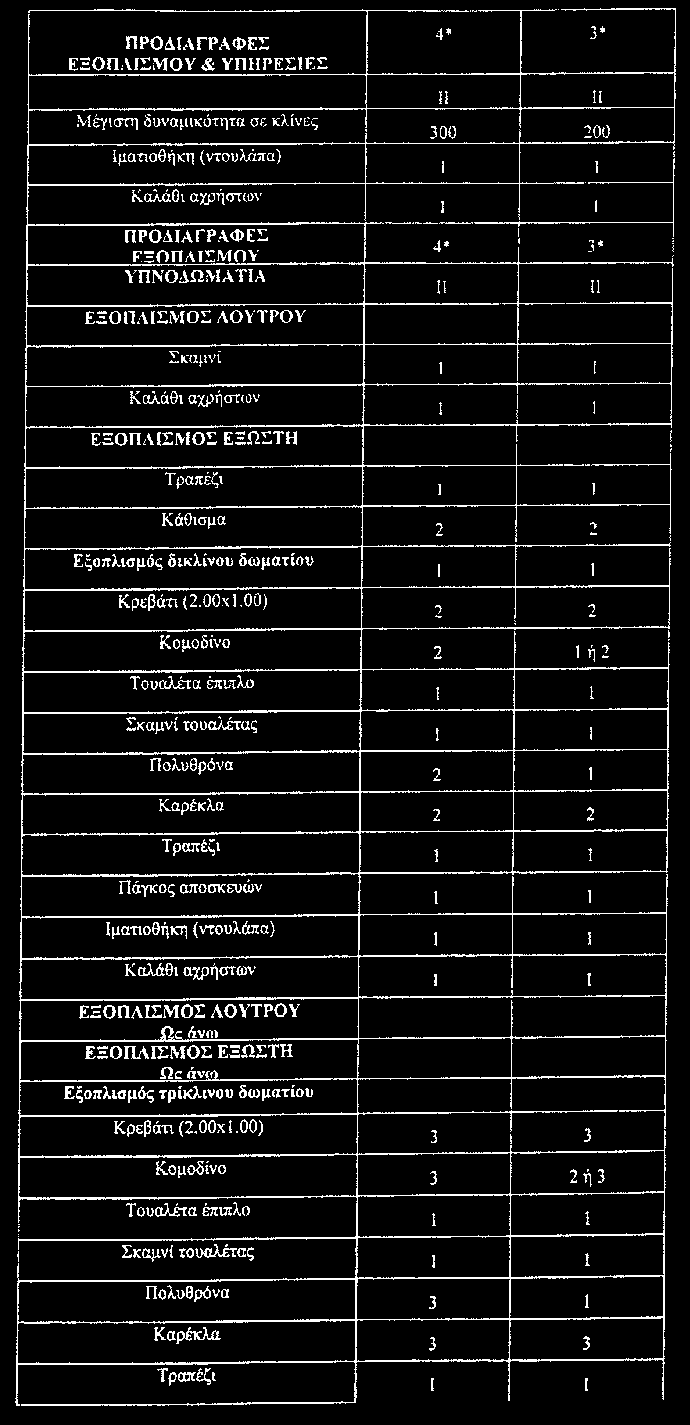 ΠΡΟΔΙΑΓΡΑΦΕΣ 4* 3*
ΕΞΟΠΛΙΣΜΟΥ & ΥΠΗΡΕΣΙΕΣ
II II
Μέγιστη δυναμικότητα σε κλίνες 300 200
Ιματιοθήκη (ντουλάπα) 1 1
Καλάθι αχρήστων 1 1
ΠΡΟΔΙΑΓΡΑΦΕΣ
ΕΞΟΠΛΙΣΜΟΥ 4* 3*
ΥΠΝΟΔΩΜΑΤΙΑ II II
ΕΞΟΠΛΙΣΜΟΣ ΛΟΥΤΡΟΥ
Σκαμνί 1 1
Καλάθι αχρήστων 1 1
ΕΞΟΠΛΙΣΜΟΣ ΕΞΩΣΤΗ
Τραπέζι 1 1
Κάθισμα 2 2
Εξοπλισμός δικλίνου δωματίου 1 1
Κρεβάτι (2.00x1.00) 2 2
Κομοδίνο 2 1 ή 2
Τουαλέτα έπιπλο 1 1
Σκαμνί τουαλέτας 1 1
Πολυθρόνα 2 1
Καρέκλα 2 2
Τραπέζι 1 1
Πάγκος αποσκευών 1 1
Ιματιοθήκη (ντουλάπα) 1 1
Καλάθι αχρήστων 1 1
ΕΞΟΠΛΙΣΜΟΣ ΛΟΥΤΡΟΥ
Ως άνω
ΕΞΟΠΛΙΣΜΟΣ ΕΞΩΣΤΗ
Ως άνω
Εξοπλισμός τρίκλινου δωματίου
Κρεβάτι (2.00x1.00) 3 3
Κομοδίνο 3 2 ή 3
Τουαλέτα έπιπλο 1 1
Σκαμνί τουαλέτας 1 1
Πολυθρόνα 3 1
Καρέκλα 3 3
Τραπέζι 1 1